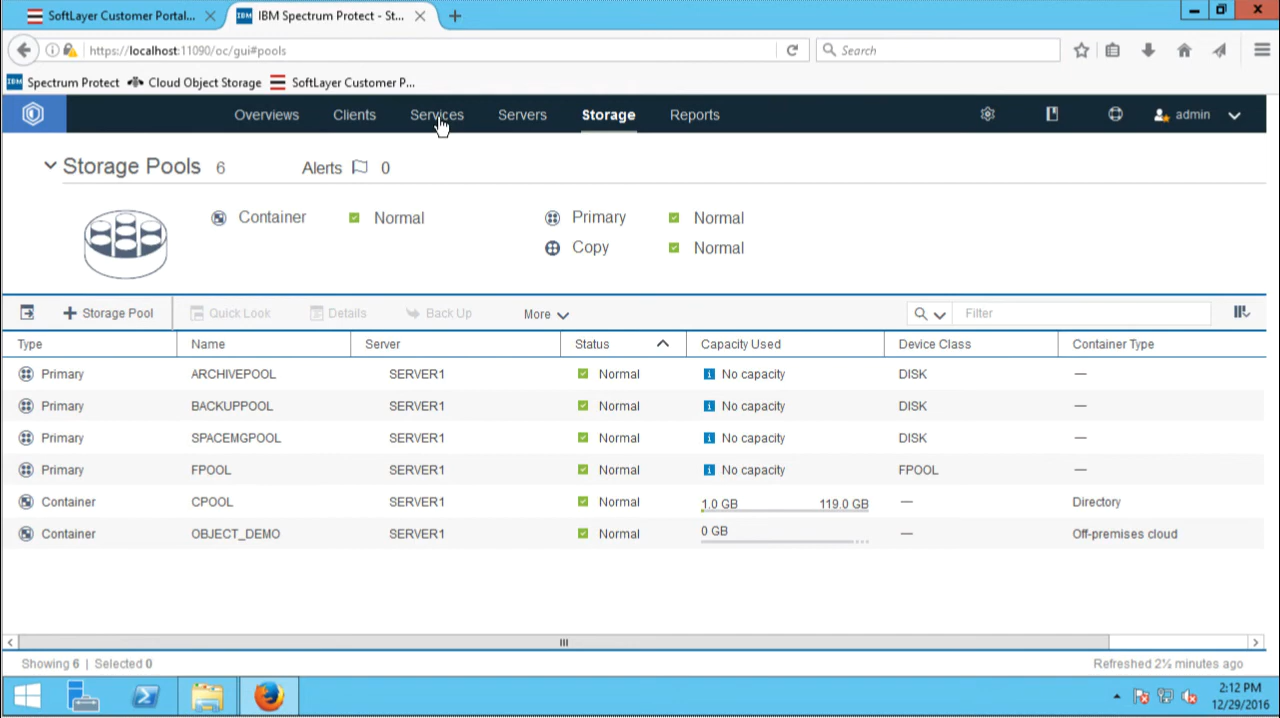 SoftLayer Customer Portal...
IBM Spectrum Protect - St...
https://localhost:11090/oc/gui#pools
Search
IBM Spectrum Protect Cloud Object Storage SoftLayer Customer P...
Overviews Clients Services Servers Storage Reports admin
Storage Pools 6 Alerts 0
Container Normal Primary Normal
Copy Normal
Storage Pool Quick Look Details Back Up More Filter
Type Name Server Status Capacity Used Device Class Container Type
Primary ARCHIVEPOOL SERVER1 Normal No capacity DISK —
Primary BACKUPPOOL SERVER1 Normal No capacity DISK —
Primary SPACEMGPOOL SERVER1 Normal No capacity DISK —
Primary FPOOL SERVER1 Normal No capacity FPOOL —
Container CPOOL SERVER1 Normal 1.0 GB 119.0 GB — Directory
Container OBJECT_DEMO SERVER1 Normal 0 GB — Off-premises cloud
Showing 6 | Selected 0 Refreshed 2½ minutes ago
2:12 PM
12/29/2016